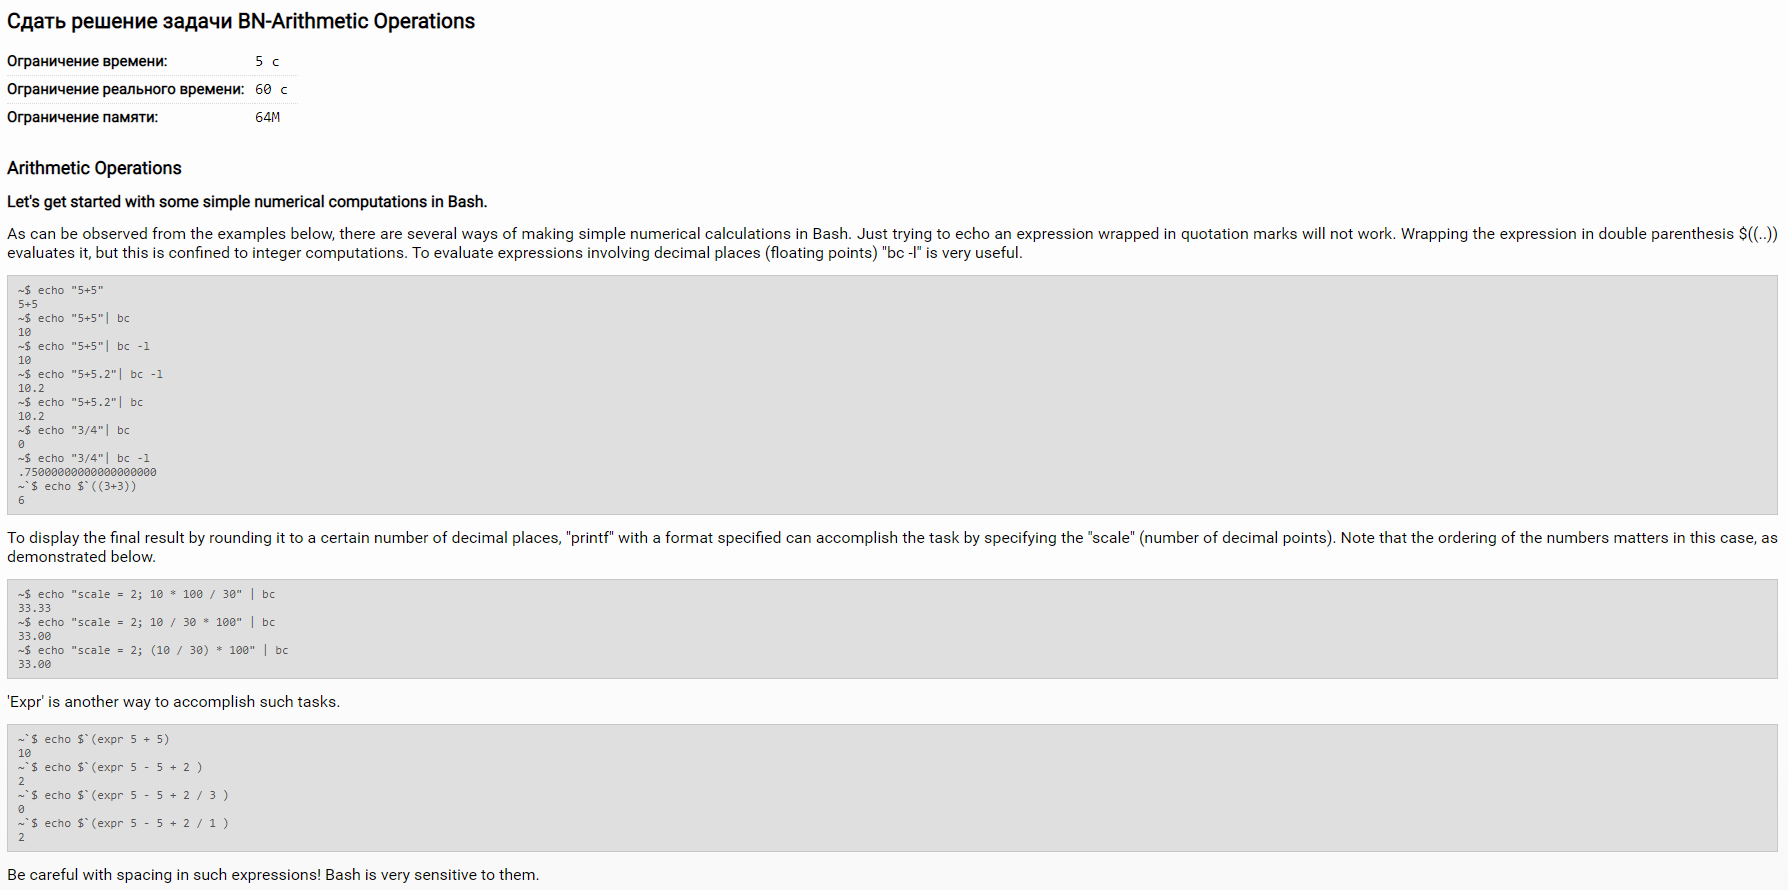 Сдать решение задачи BN-Arithmetic Operations
Ограничение времени: 5 с
Ограничение реального времени: 60 с
Ограничение памяти: 64M
Arithmetic Operations
Let's get started with some simple numerical computations in Bash.
As can be observed from the examples below, there are several ways of making simple numerical calculations in Bash. Just trying to echo an expression wrapped in quotation marks will not work. Wrapping the expression in double parenthesis $((..))
evaluates it, but this is confined to integer computations. To evaluate expressions involving decimal places (floating points) "bc -l" is very useful.
~$ echo "5+5"
5+5
~$ echo "5+5"| bc
10
~$ echo "5+5"| bc -l
10
~$ echo "5+5.2"| bc -l
10.2
~$ echo "5+5.2"| bc
10.2
~$ echo "3/4"| bc
0
~$ echo "3/4"| bc -l
.75000000000000000000
~`$ echo $`((3+3))
6
To display the final result by rounding it to a certain number of decimal places, "printf" with a format specified can accomplish the task by specifying the "scale" (number of decimal points). Note that the ordering of the numbers matters in this case, as
demonstrated below.
~$ echo "scale = 2; 10 * 100 / 30" | bc
33.33
~$ echo "scale = 2; 10 / 30 * 100" | bc
33.00
~$ echo "scale = 2; (10 / 30) * 100" | bc
33.00
'Expr' is another way to accomplish such tasks.
~`$ echo $`(expr 5 + 5)
10
~`$ echo $`(expr 5 - 5 + 2 )
2
~`$ echo $`(expr 5 - 5 + 2 / 3 )
0
~`$ echo $`(expr 5 - 5 + 2 / 1 )
2
Be careful with spacing in such expressions! Bash is very sensitive to them.